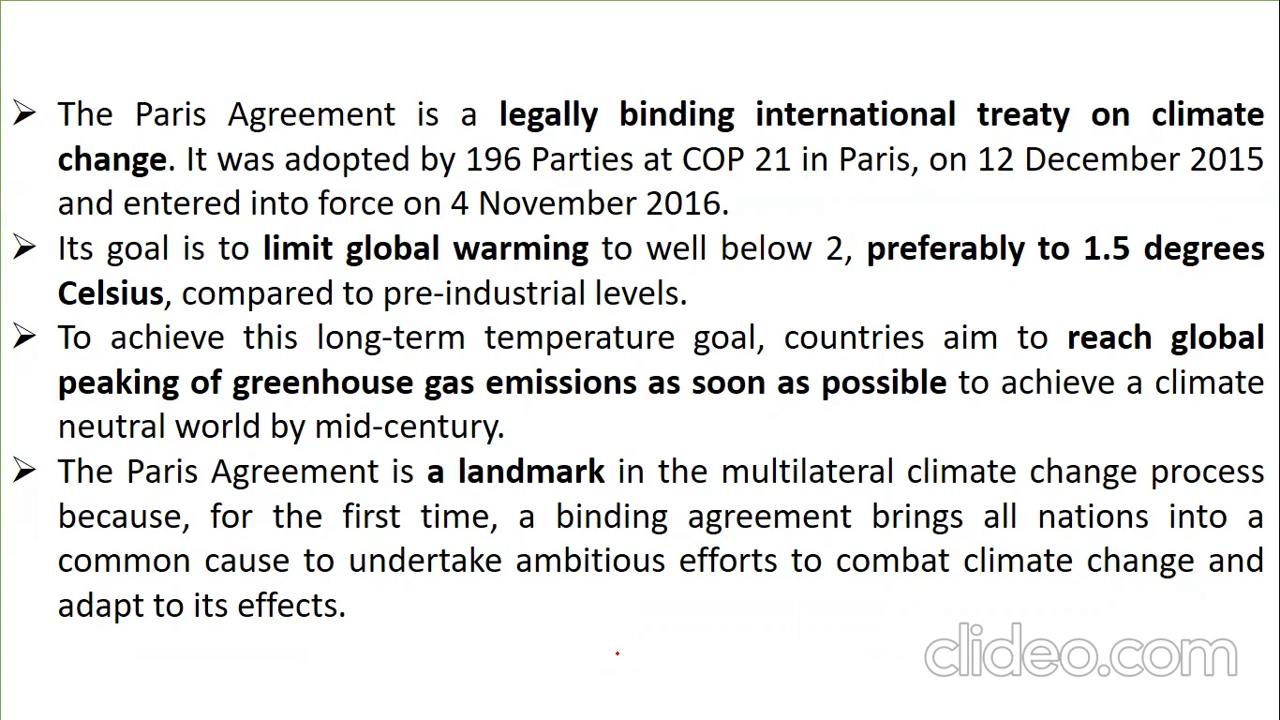 ➢ The Paris Agreement is a legally binding international treaty on climate
change. It was adopted by 196 Parties at COP 21 in Paris, on 12 December 2015
and entered into force on 4 November 2016.
➢ Its goal is to limit global warming to well below 2, preferably to 1.5 degrees
Celsius, compared to pre-industrial levels.
➢ To achieve this long-term temperature goal, countries aim to reach global
peaking of greenhouse gas emissions as soon as possible to achieve a climate
neutral world by mid-century.
➢ The Paris Agreement is a landmark in the multilateral climate change process
because, for the first time, a binding agreement brings all nations into a
common cause to undertake ambitious efforts to combat climate change and
adapt to its effects.
clideo.com